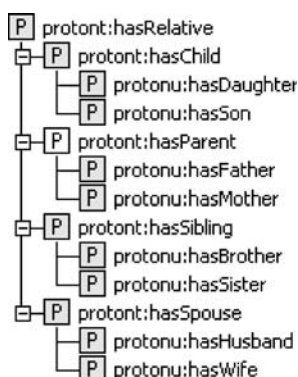 P protont:hasRelative
P protont:hasChild
P protonu:hasDaughter
P protonu:hasSon
P protont:hasParent
P protonu:hasFather
P protonu:hasMother
P protont:hasSibling
P protonu:hasBrother
P protonu:hasSister
P protont:hasSpouse
P protonu:hasHusband
P protonu:hasWife